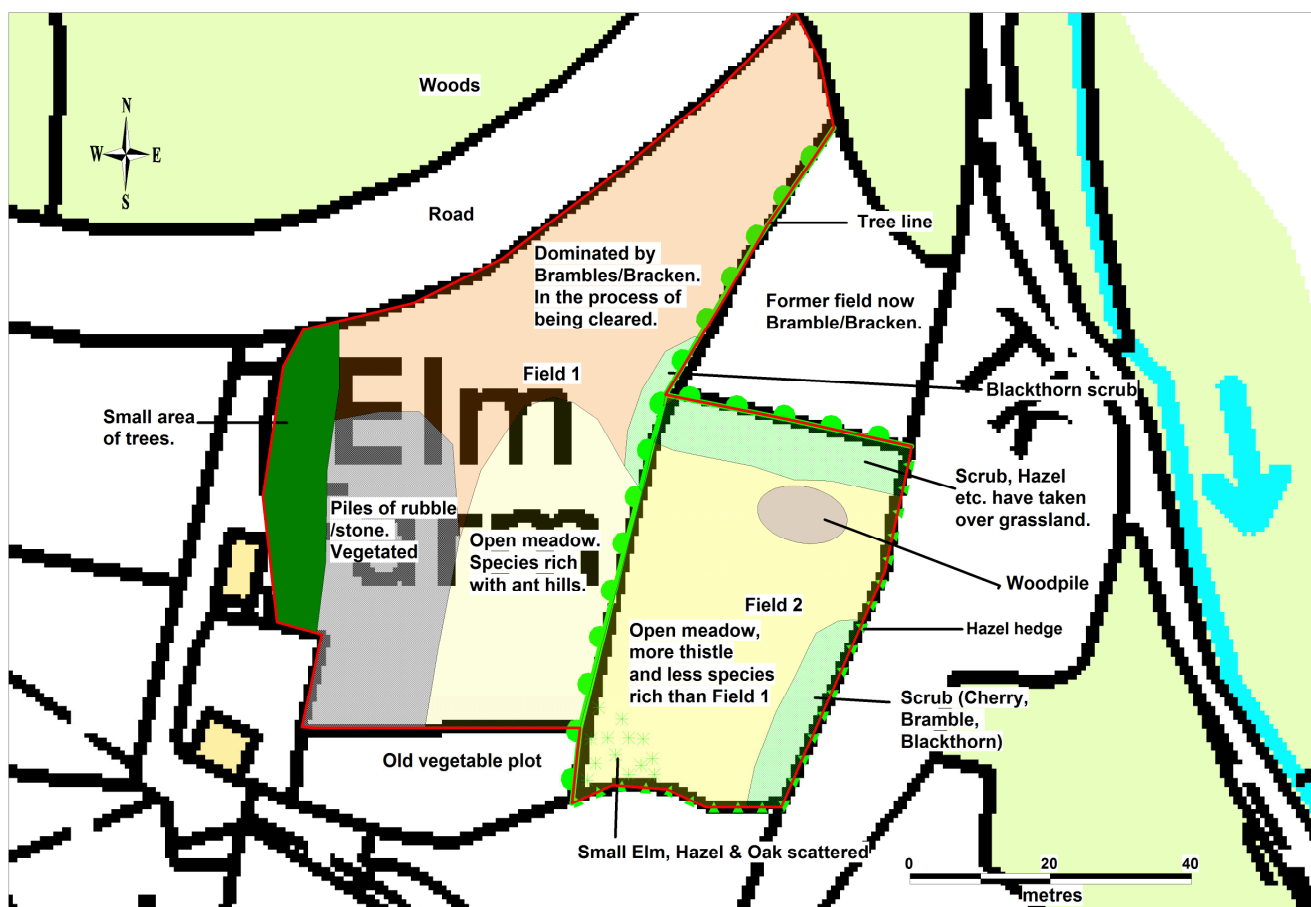 Woods
N
W E
S
Road
Tree line
Dominated by
Brambles/Bracken.
In the process of
being cleared.
Former field now
Bramble/Bracken.
Field 1
Elm
Blackthorn scrub
Small area
of trees.
Scrub, Hazel
etc. have taken
over grassland.
Piles of rubble
/stone.
Vegetated
Open meadow.
Species rich
with ant hills.
Woodpile
Field 2
Hazel hedge
Open meadow,
more thistle
and less species
rich than Field 1
Scrub (Cherry,
Bramble,
Blackthorn)
Old vegetable plot
Small Elm, Hazel & Oak scattered
0 20 40
metres